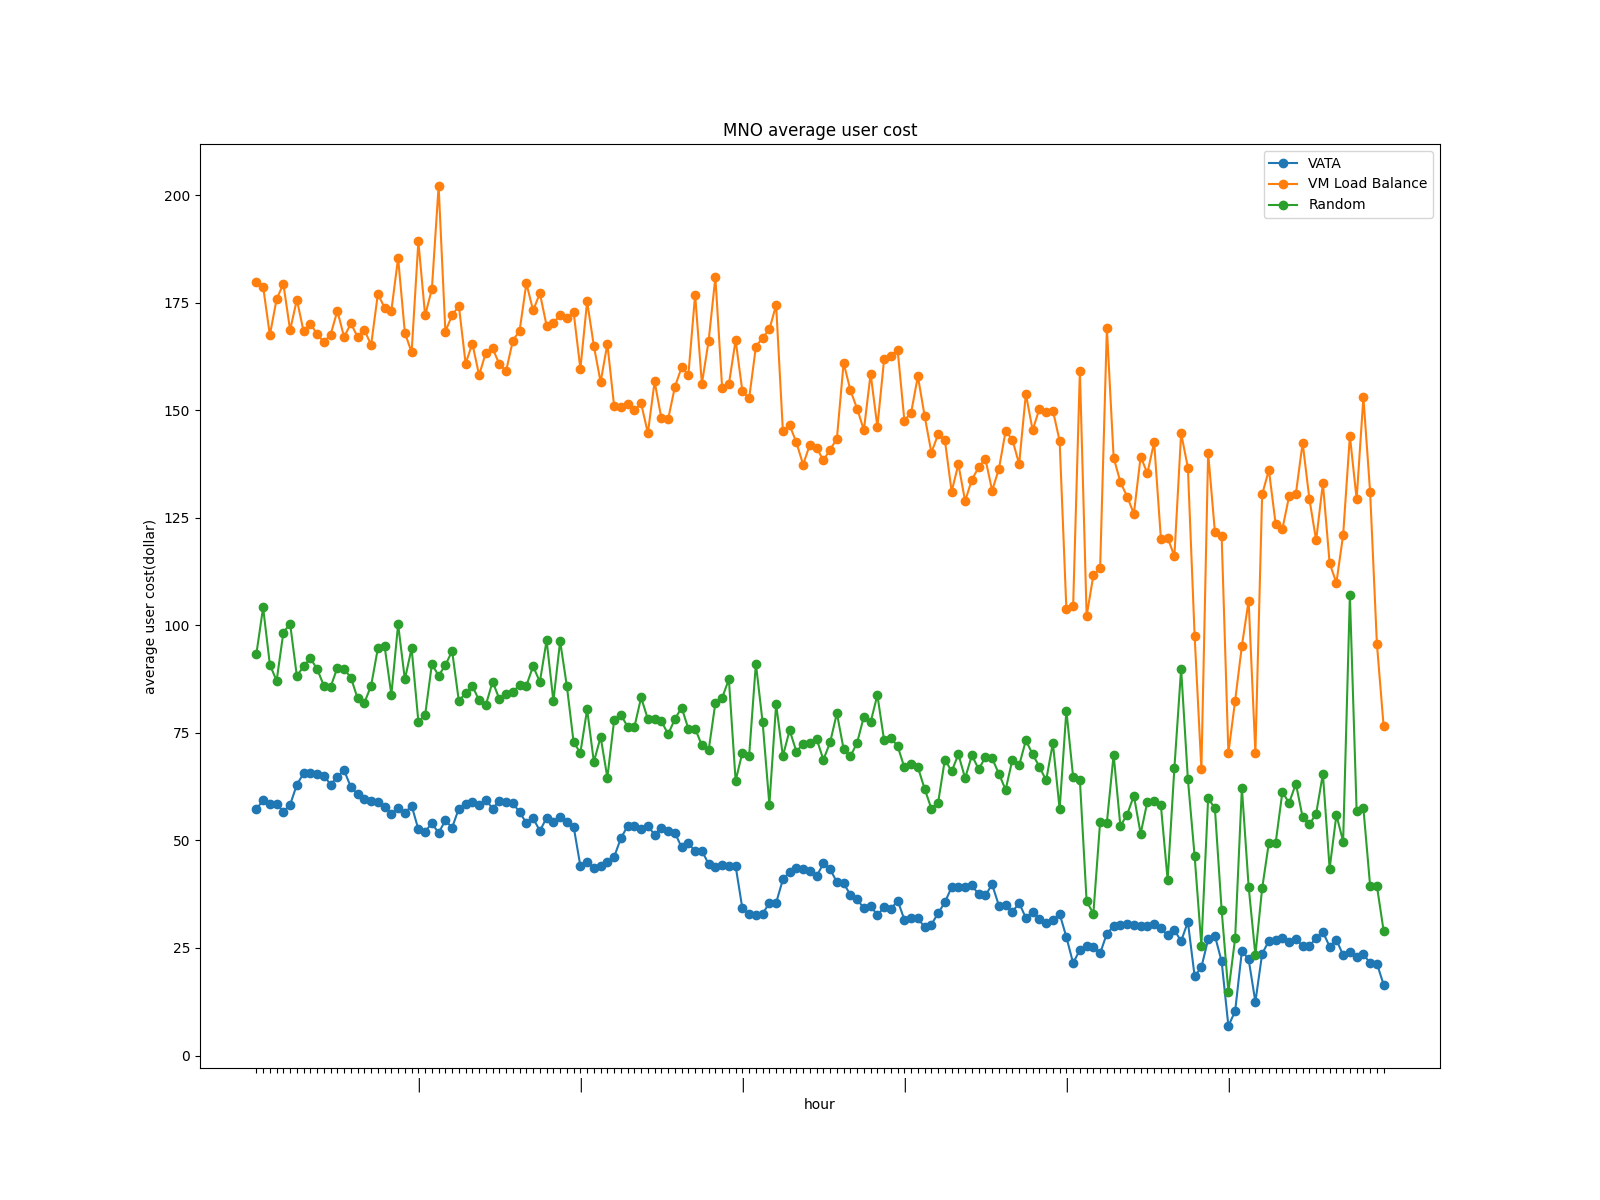 MNO average user cost
VATA
VM Load Balance
Random
200
175
150
125
100
75
50
25
0
average user cost(dollar)
| | | | | |
hour